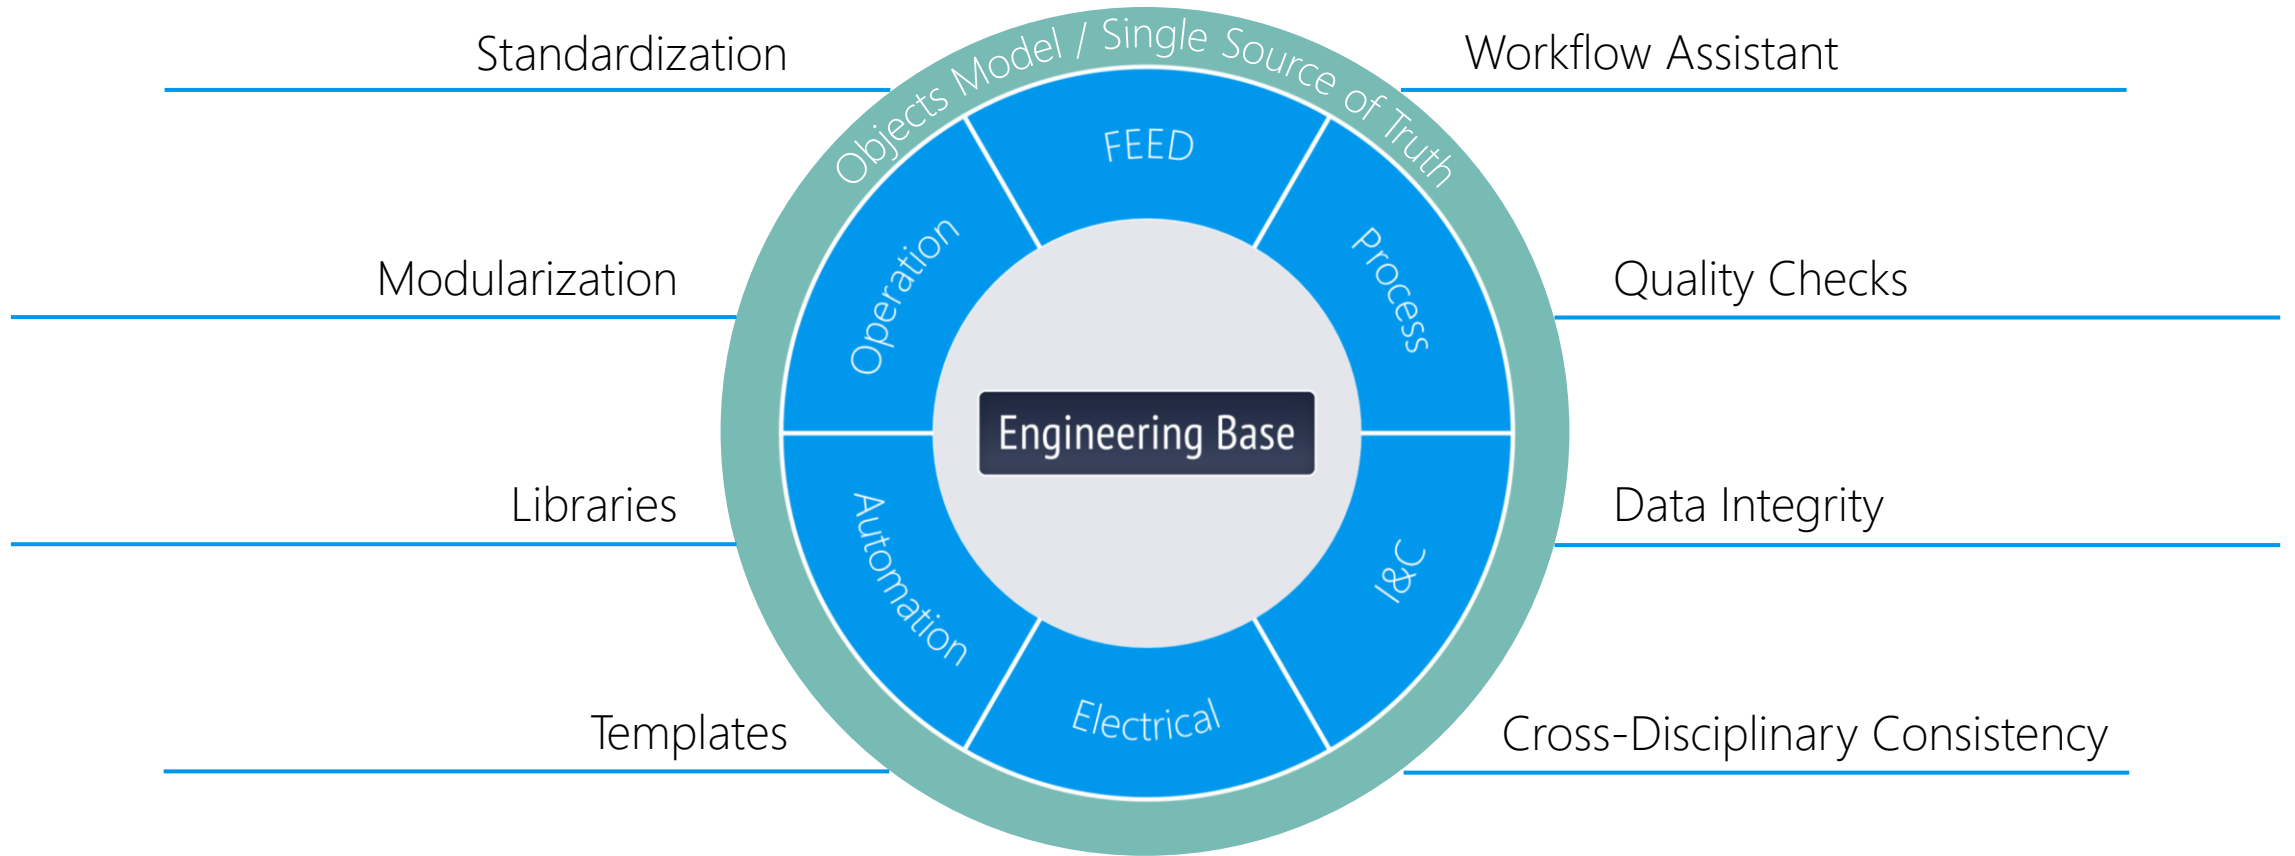 Objects Model / Single Source of Truth
Standardization
Modularization
Libraries
Templates
FEED
Process
I&C
Electrical
Automation
Operation
Engineering Base
Workflow Assistant
Quality Checks
Data Integrity
Cross-Disciplinary Consistency